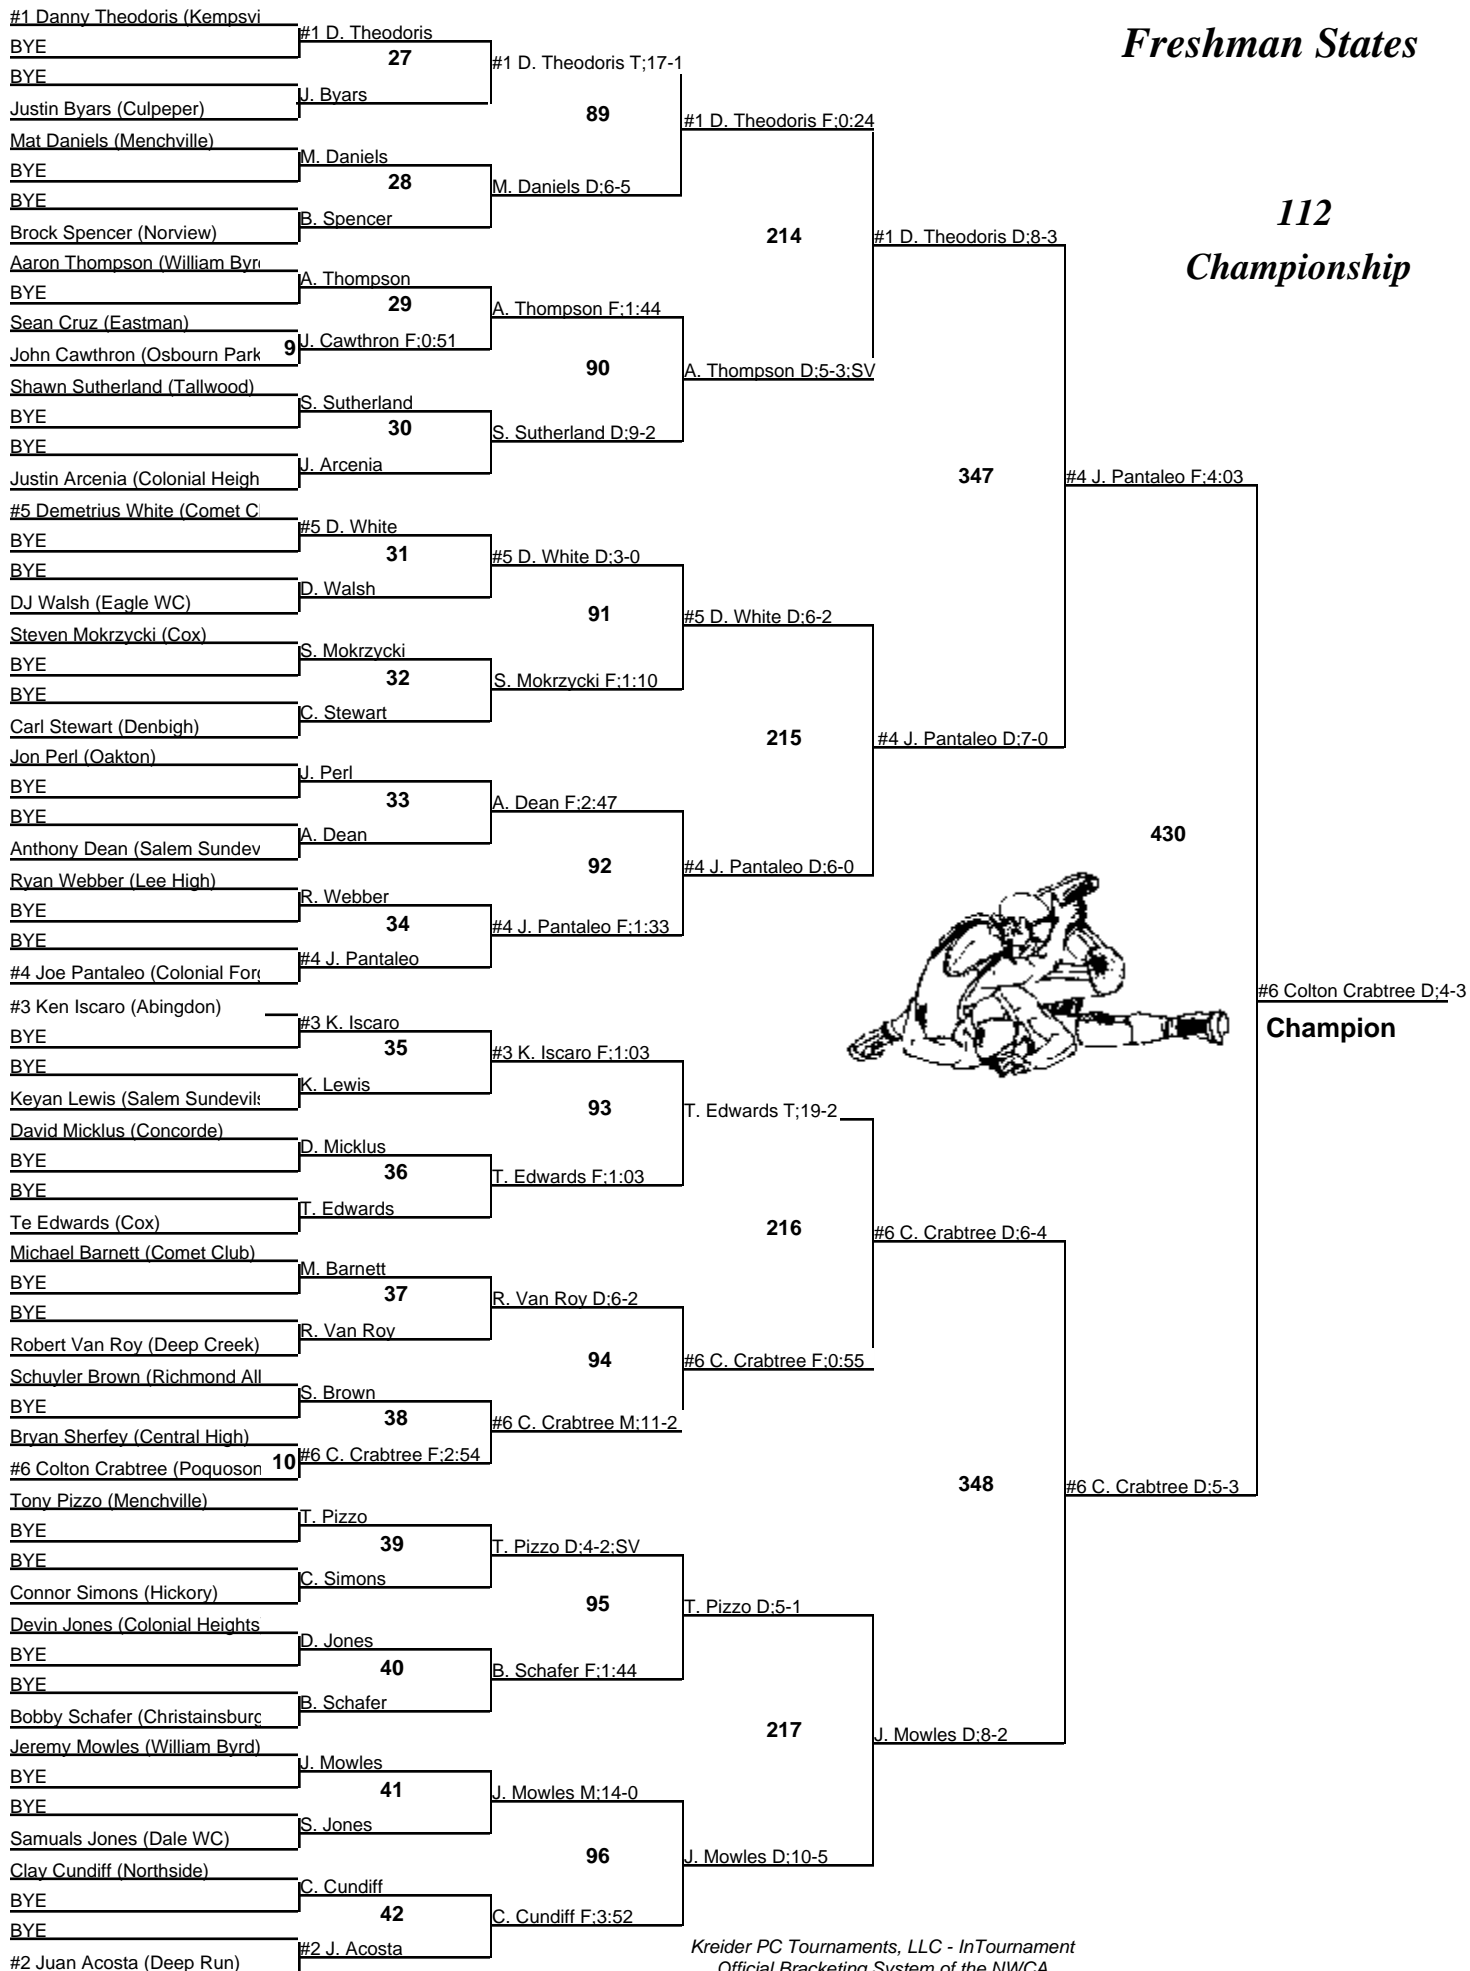 Freshman States
112
Championship
#1 Danny Theodoris (Kempsvi
BYE
BYE
Justin Byars (Culpeper)
Mat Daniels (Menchville)
BYE
BYE
Brock Spencer (Norview)
Aaron Thompson (William Byr
BYE
Sean Cruz (Eastman)
John Cawthron (Osbourn Park 9
Shawn Sutherland (Tallwood)
BYE
BYE
Justin Arcenia (Colonial Heigh
#5 Demetrius White (Comet C
BYE
BYE
DJ Walsh (Eagle WC)
Steven Mokrzycki (Cox)
BYE
BYE
Carl Stewart (Denbigh)
Jon Perl (Oakton)
BYE
BYE
Anthony Dean (Salem Sundev
Ryan Webber (Lee High)
BYE
BYE
#4 Joe Pantaleo (Colonial For
#3 Ken Iscaro (Abingdon)
BYE
BYE
Keyan Lewis (Salem Sundevils
David Micklus (Concorde)
BYE
BYE
Te Edwards (Cox)
Michael Barnett (Comet Club)
BYE
BYE
Robert Van Roy (Deep Creek)
Schuyler Brown (Richmond All
BYE
Bryan Sherfey (Central High)
#6 Colton Crabtree (Poquoson 10
Tony Pizzo (Menchville)
BYE
BYE
Connor Simons (Hickory)
Devin Jones (Colonial Heights
BYE
BYE
Bobby Schafer (Christainsburg
Jeremy Mowles (William Byrd)
BYE
BYE
Samuals Jones (Dale WC)
Clay Cundiff (Northside)
BYE
BYE
#2 Juan Acosta (Deep Run)
#1 D. Theodoris
27
J. Byars
M. Daniels
28
B. Spencer
A. Thompson
29
J. Cawthron F;0:51
S. Sutherland
30
J. Arcenia
#5 D. White
31
D. Walsh
S. Mokrzycki
32
C. Stewart
J. Perl
33
A. Dean
R. Webber
34
#4 J. Pantaleo
#3 K. Iscaro
35
K. Lewis
D. Micklus
36
T. Edwards
M. Barnett
37
R. Van Roy
S. Brown
38
#6 C. Crabtree F;2:54
T. Pizzo
39
C. Simons
D. Jones
40
B. Schafer
J. Mowles
41
S. Jones
C. Cundiff
42
#2 J. Acosta
#1 D. Theodoris T;17-1
89
M. Daniels D;6-5
A. Thompson F;1:44
90
S. Sutherland D;9-2
#5 D. White D;3-0
91
S. Mokrzycki F;1:10
A. Dean F;2:47
92
#4 J. Pantaleo F;1:33
#3 K. Iscaro F;1:03
93
T. Edwards F;1:03
R. Van Roy D;6-2
94
#6 C. Crabtree M;11-2
T. Pizzo D;4-2;SV
95
B. Schafer F;1:44
J. Mowles M;14-0
96
C. Cundiff F;3:52
#1 D. Theodoris F;0:24
214
A. Thompson D;5-3;SV
#5 D. White D;6-2
215
#4 J. Pantaleo D;6-0
T. Edwards T;19-2
216
#6 C. Crabtree F;0:55
T. Pizzo D;5-1
217
J. Mowles D;10-5
#1 D. Theodoris D;8-3
347
#4 J. Pantaleo D;7-0
#6 C. Crabtree D;6-4
348
J. Mowles D;8-2
#4 J. Pantaleo F;4:03
430
#6 C. Crabtree D;5-3
#6 Colton Crabtree D;4-3
Champion
Kreider PC Tournaments, LLC - InTournament
Official Bracketing System of the NWCA